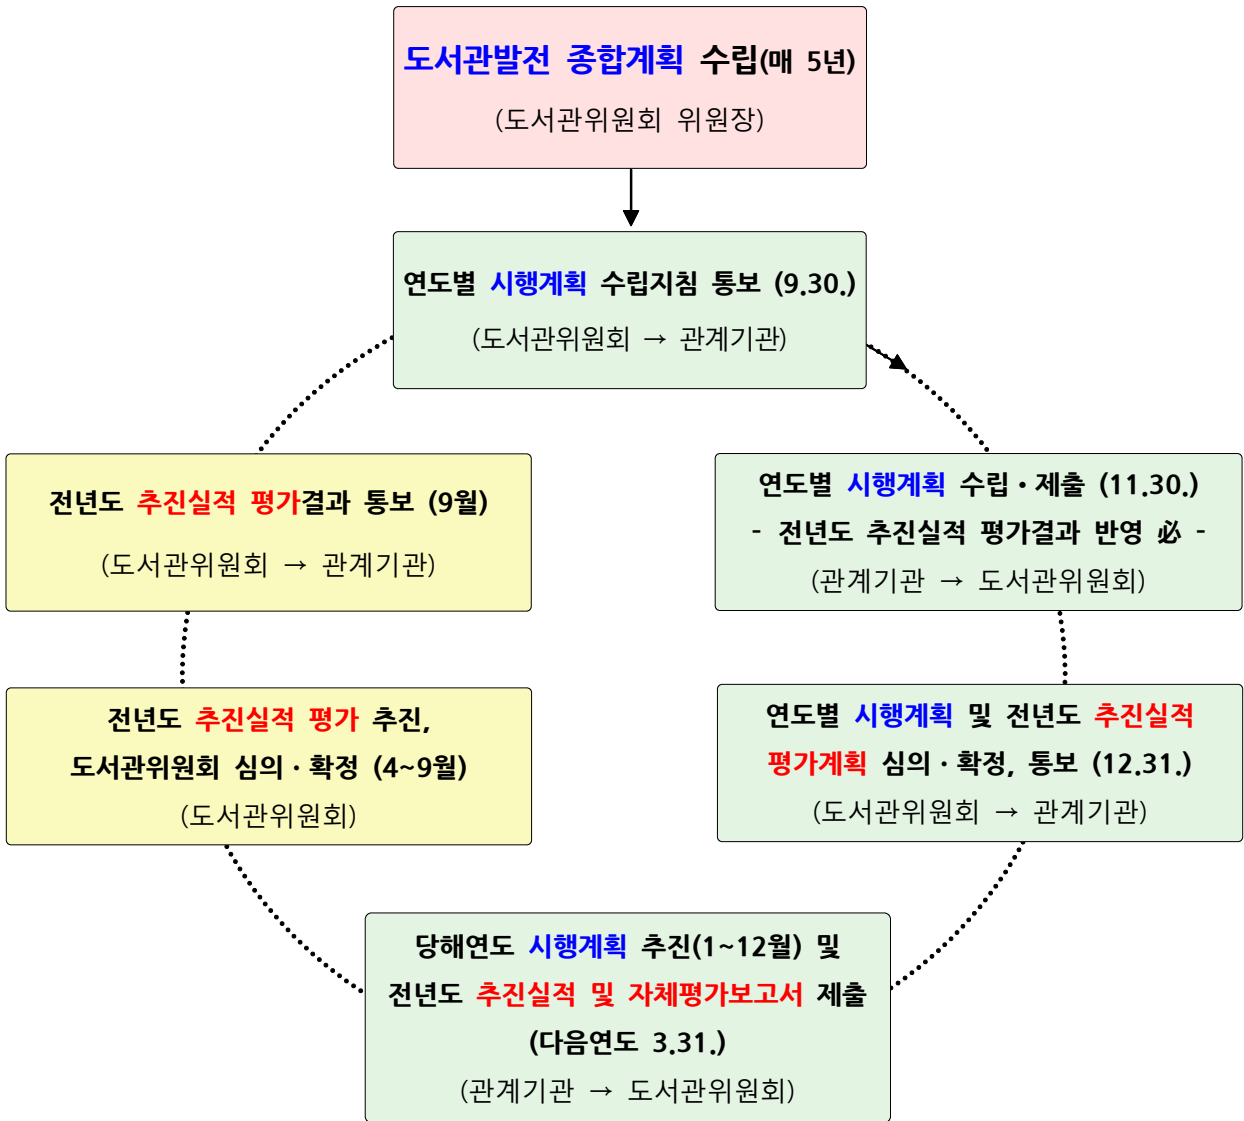 도서관발전 종합계획 수립(매 5년)
(도서관위원회 위원장)
연도별 시행계획 수립지침 통보 (9.30.)
(도서관위원회 → 관계기관)
연도별 시행계획 수립·제출 (11.30.)
- 전년도 추진실적 평가결과 반영 必 -
(관계기관 → 도서관위원회)
연도별 시행계획 및 전년도 추진실적
평가계획 심의·확정, 통보 (12.31.)
(도서관위원회 → 관계기관)
당해연도 시행계획 추진(1~12월) 및
전년도 추진실적 및 자체평가보고서 제출
(다음연도 3.31.)
(관계기관 → 도서관위원회)
전년도 추진실적 평가 추진,
도서관위원회 심의·확정 (4~9월)
(도서관위원회)
전년도 추진실적 평가결과 통보 (9월)
(도서관위원회 → 관계기관)